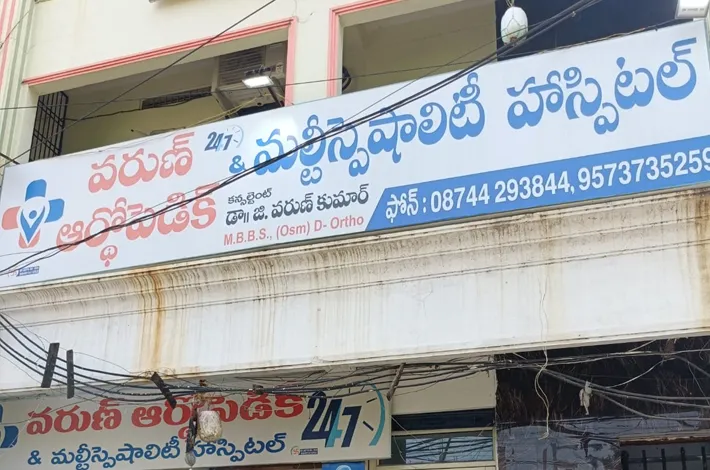 వరుణ్ 24/7
ఆర్థోపెడిక్ & మల్టీస్పెషాలిటీ హాస్పిటల్
కన్సల్టెంట్
డా॥ జి. వరుణ్ కుమార్
M.B.B.S., (Osm) D- Ortho
ఫోన్ : 08744 293844, 9573735259
వరుణ్ ఆర్థోపెడిక్ 24/7
& మల్టీస్పెషాలిటీ హాస్పిటల్